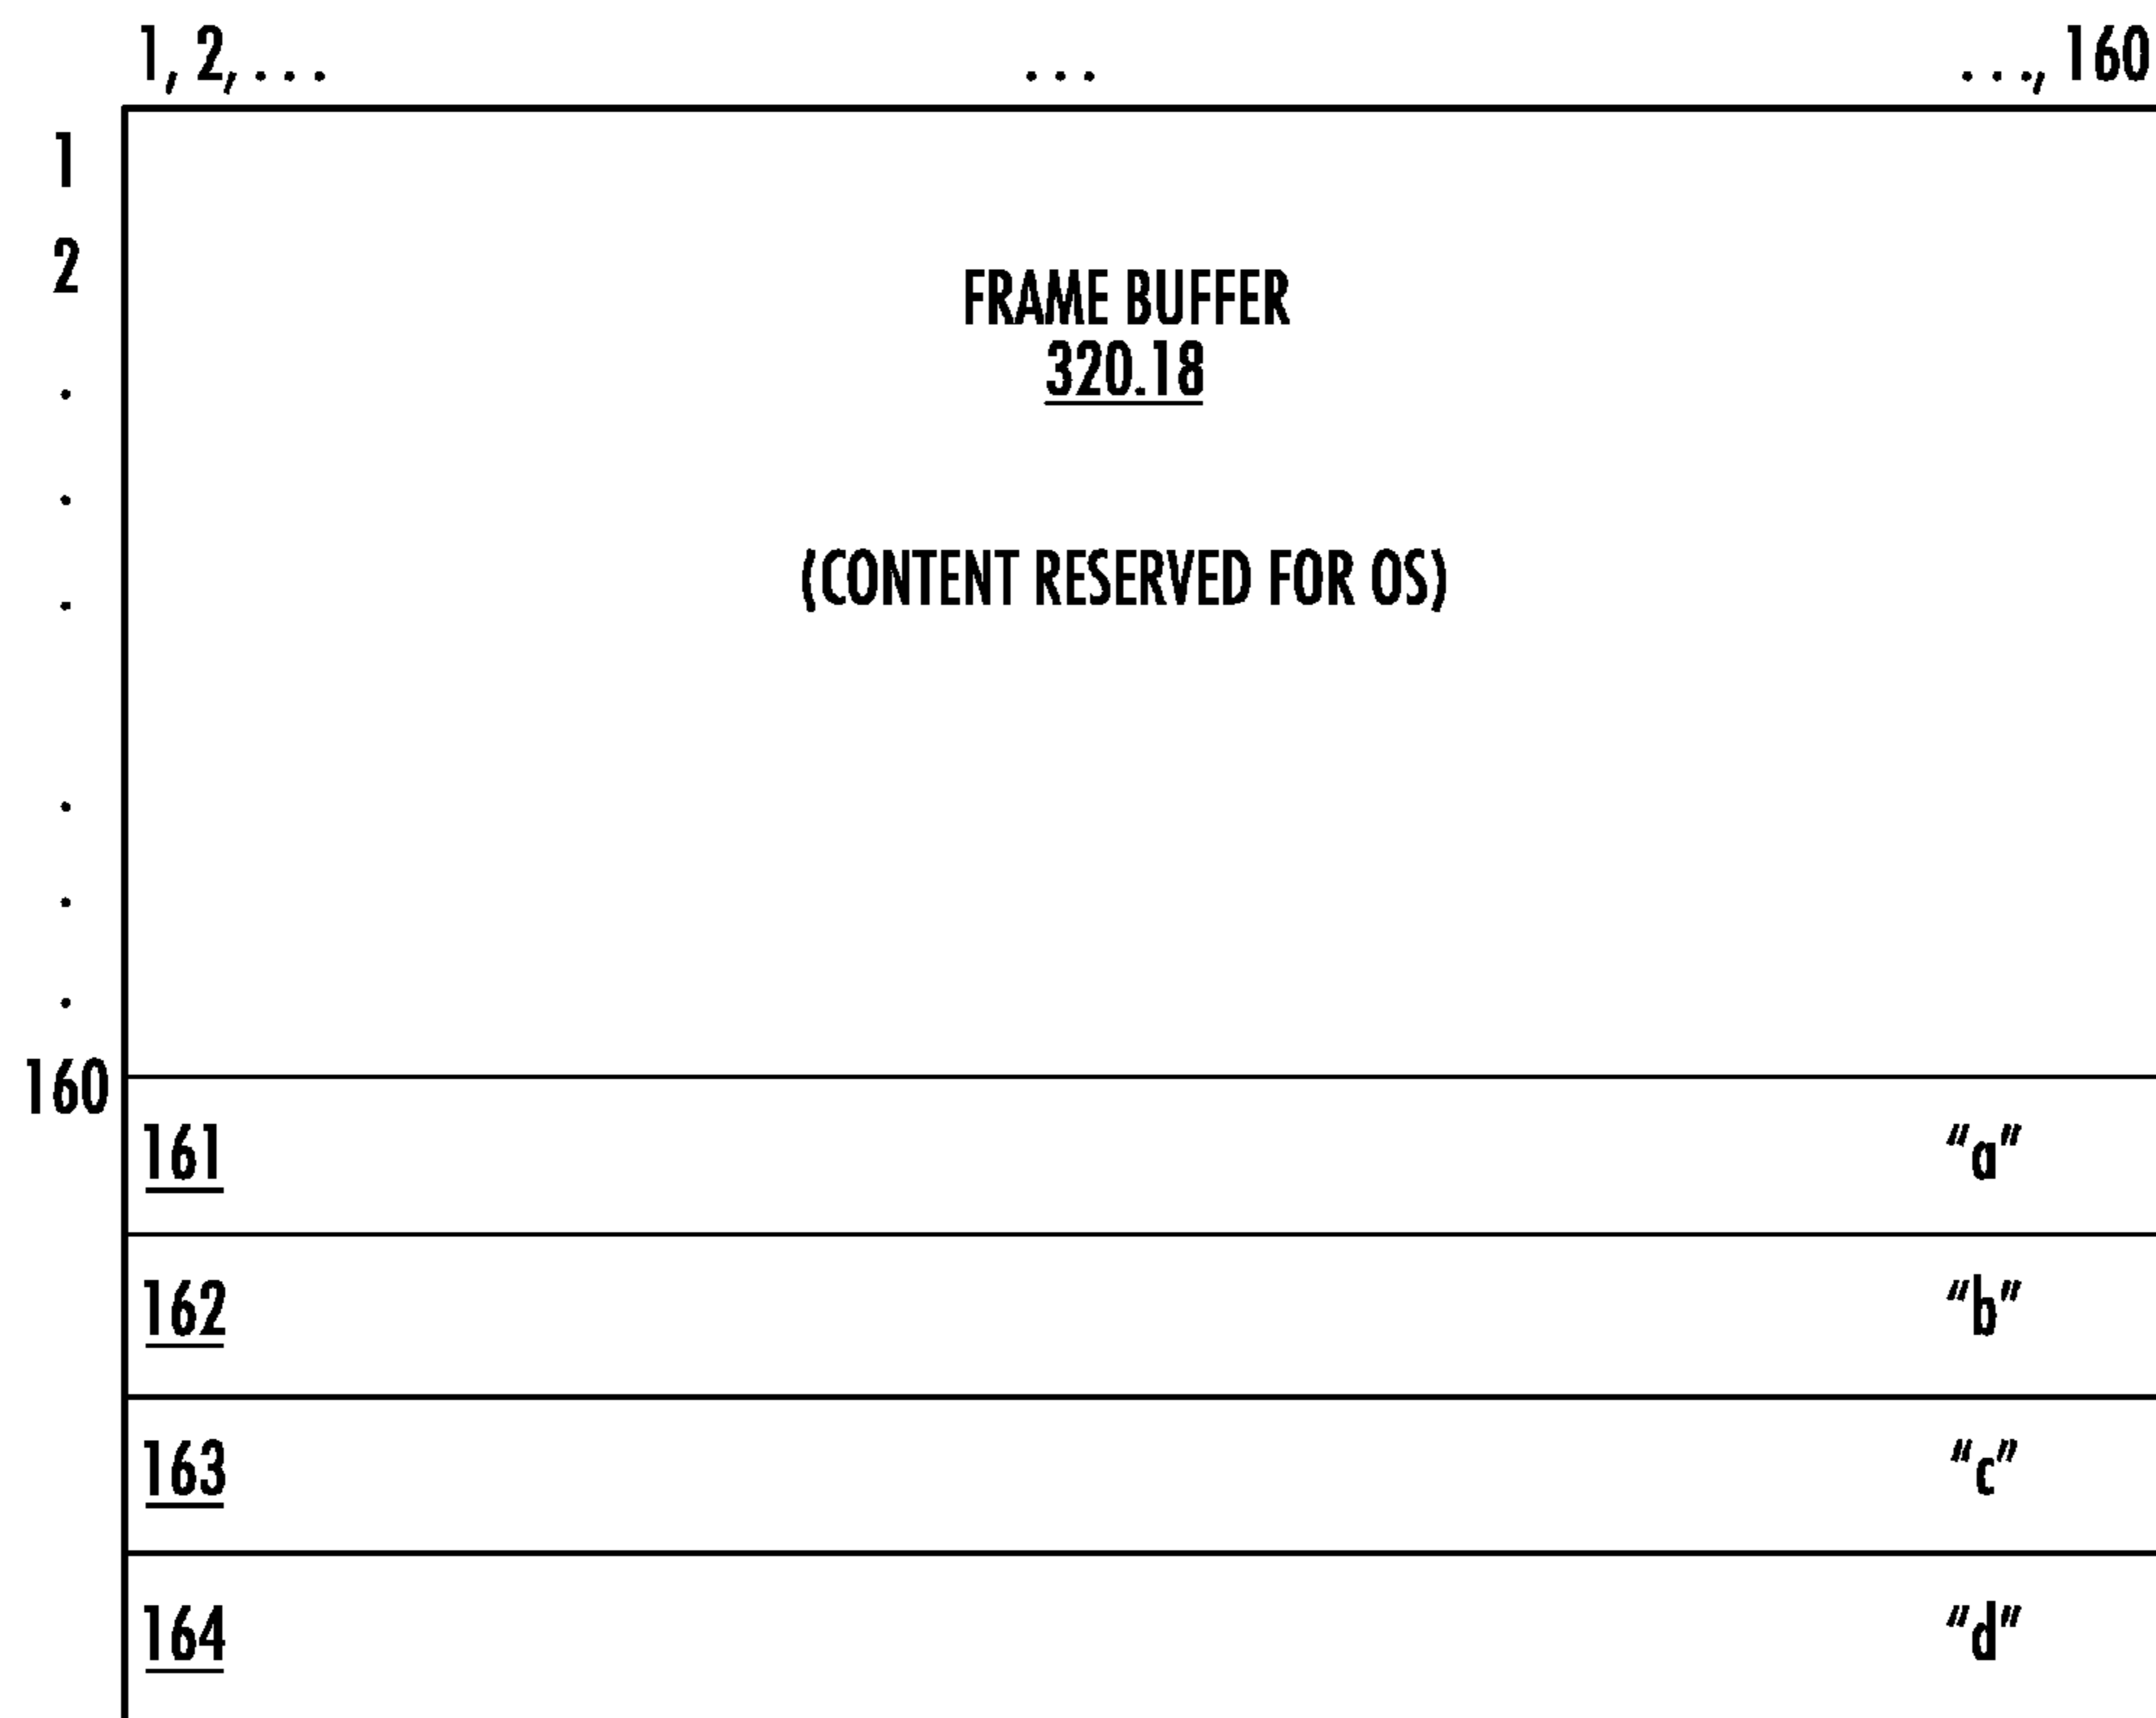 1, 2, . . . . . . . . ., 160
1
2
FRAME BUFFER
320.18
.
.
(CONTENT RESERVED FOR OS)
.
.
.
.
160
161 "a"
162 "b"
163 "c"
164 "d"